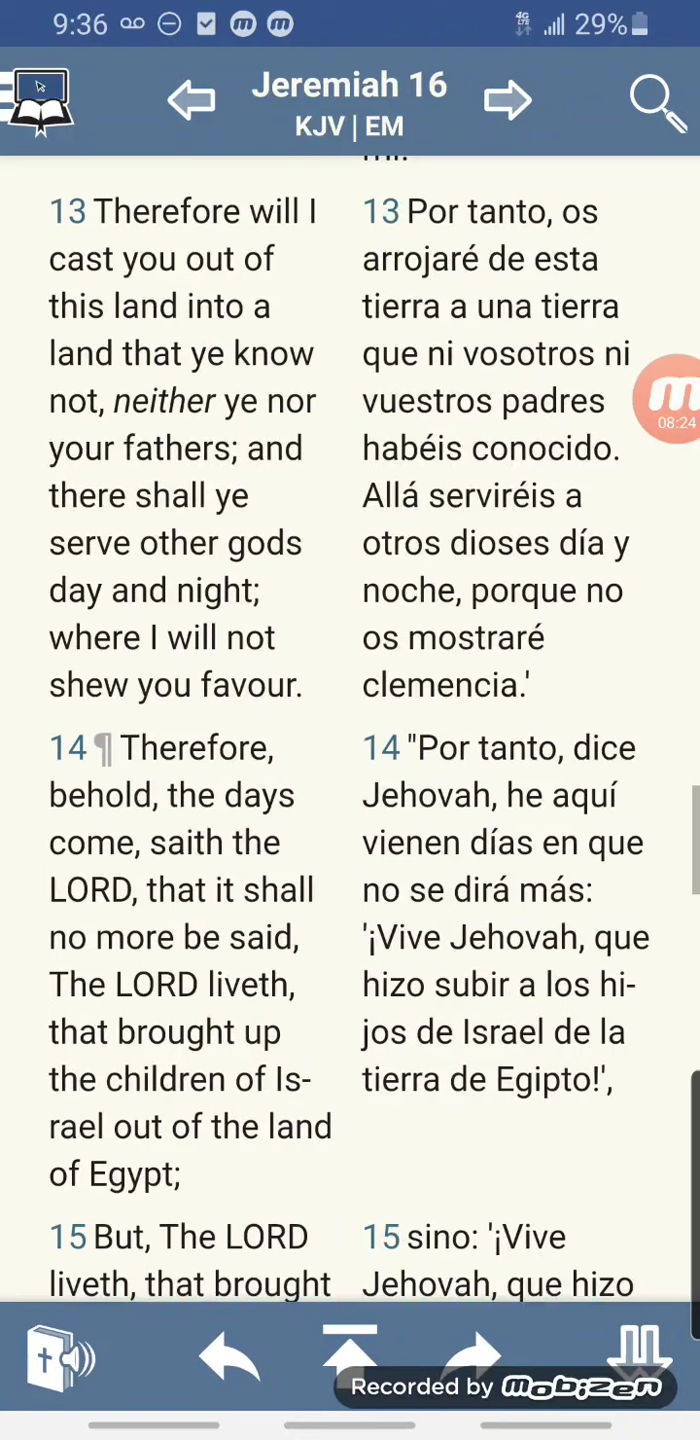 9:36
4G
LTE
29%
Jeremiah 16
KJV | EM
08:24
13 Therefore will I
cast you out of
this land into a
land that ye know
not, neither ye nor
your fathers; and
there shall ye
serve other gods
day and night;
where I will not
shew you favour.
14 ¶ Therefore,
behold, the days
come, saith the
LORD, that it shall
no more be said,
The LORD liveth,
that brought up
the children of Is-
rael out of the land
of Egypt;
15 But, The LORD
liveth, that brought
13 Por tanto, os
arrojaré de esta
tierra a una tierra
que ni vosotros ni
vuestros padres
habéis conocido.
Allá serviréis a
otros dioses día y
noche, porque no
os mostraré
clemencia.'
14 "Por tanto, dice
Jehovah, he aquí
vienen días en que
no se dirá más:
'¡Vive Jehovah, que
hizo subir a los hi-
jos de Israel de la
tierra de Egipto!',
15 sino: '¡Vive
Jehovah, que hizo
Recorded by mobizen